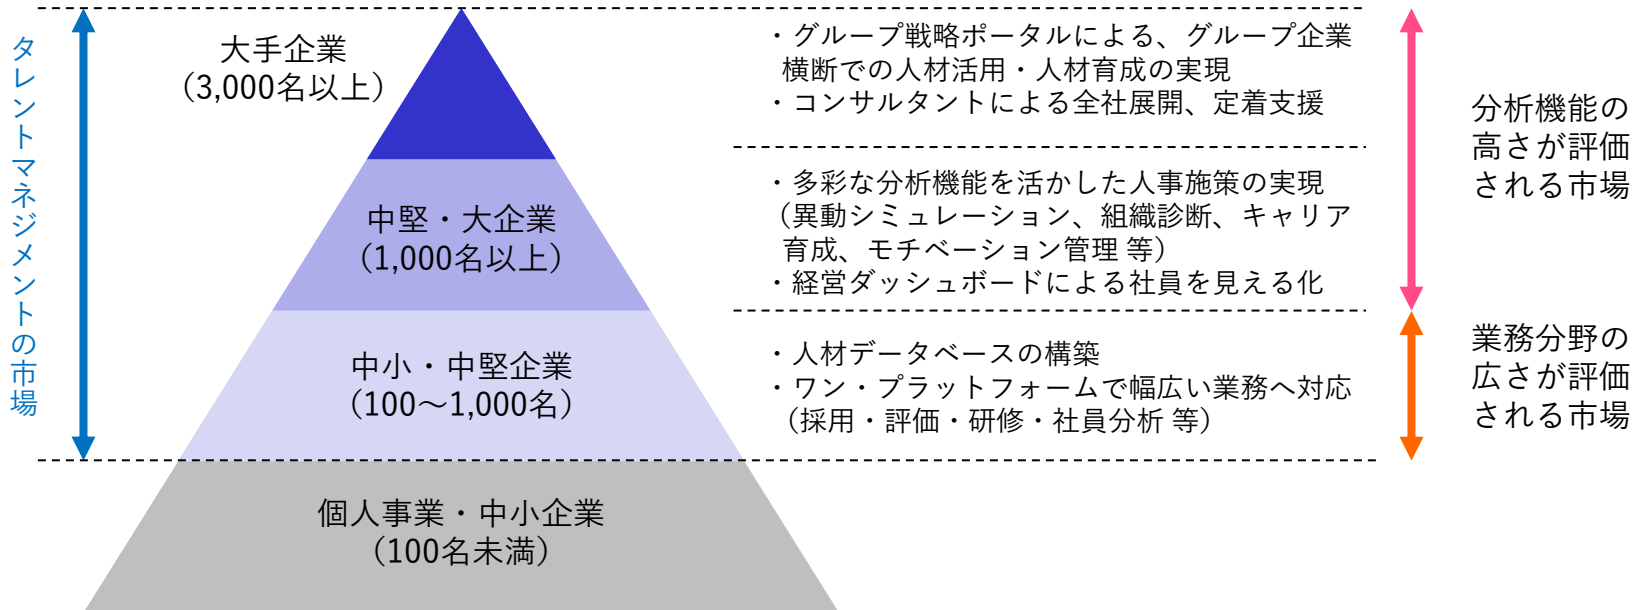 タレントマネジメントの市場
大手企業
（3,000名以上）
中堅・大企業
（1,000名以上）
中小・中堅企業
（100～1,000名）
個人事業・中小企業
（100名未満）
・グループ戦略ポータルによる、グループ企業
横断での人材活用・人材育成の実現
・コンサルタントによる全社展開、定着支援
・多彩な分析機能を活かした人事施策の実現
（異動シミュレーション、組織診断、キャリア
育成、モチベーション管理 等）
・経営ダッシュボードによる社員を見える化
・人材データベースの構築
・ワン・プラットフォームで幅広い業務へ対応
（採用・評価・研修・社員分析 等）
分析機能の
高さが評価
される市場
業務分野の
広さが評価
される市場